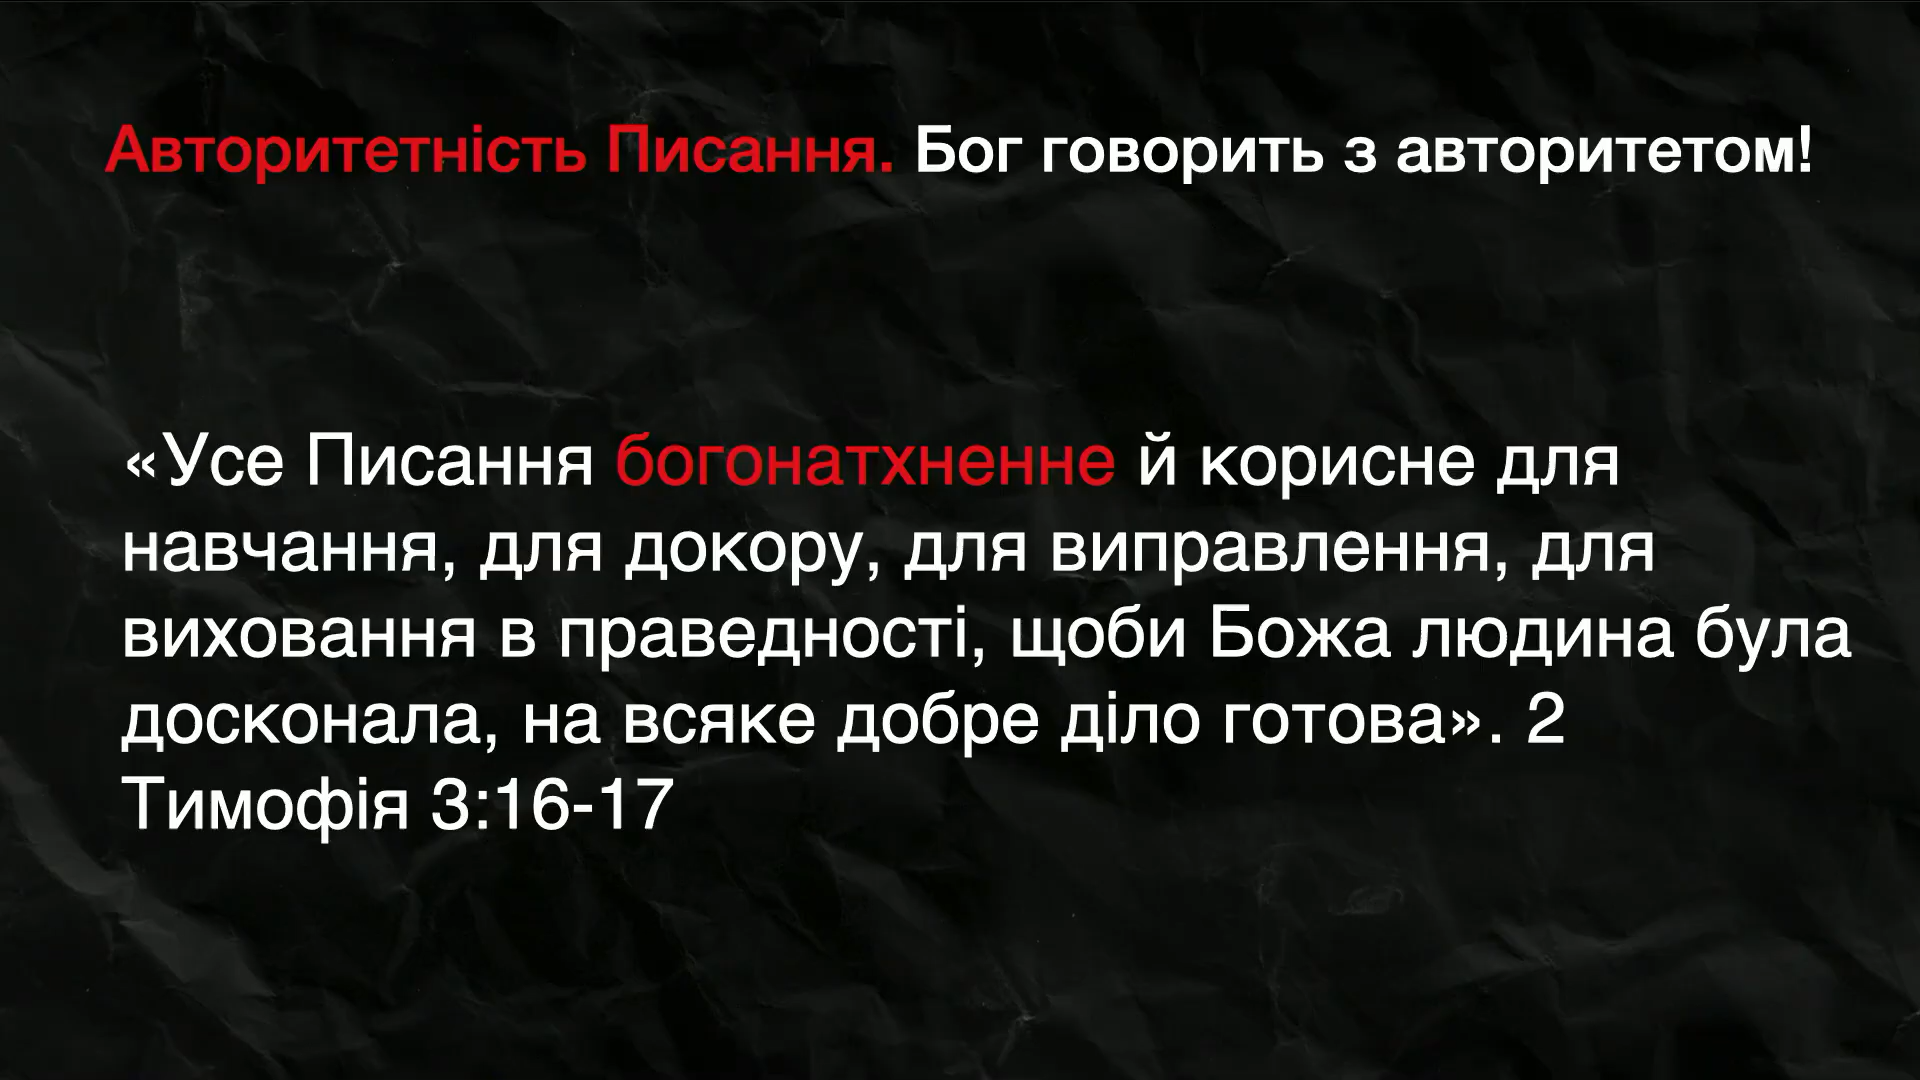 Авторитетність Писання. Бог говорить з авторитетом!
«Усе Писання богонатхненне й корисне для
навчання, для докору, для виправлення, для
виховання в праведності, щоби Божа людина була
досконала, на всяке добре діло готова». 2
Тимофія 3:16-17